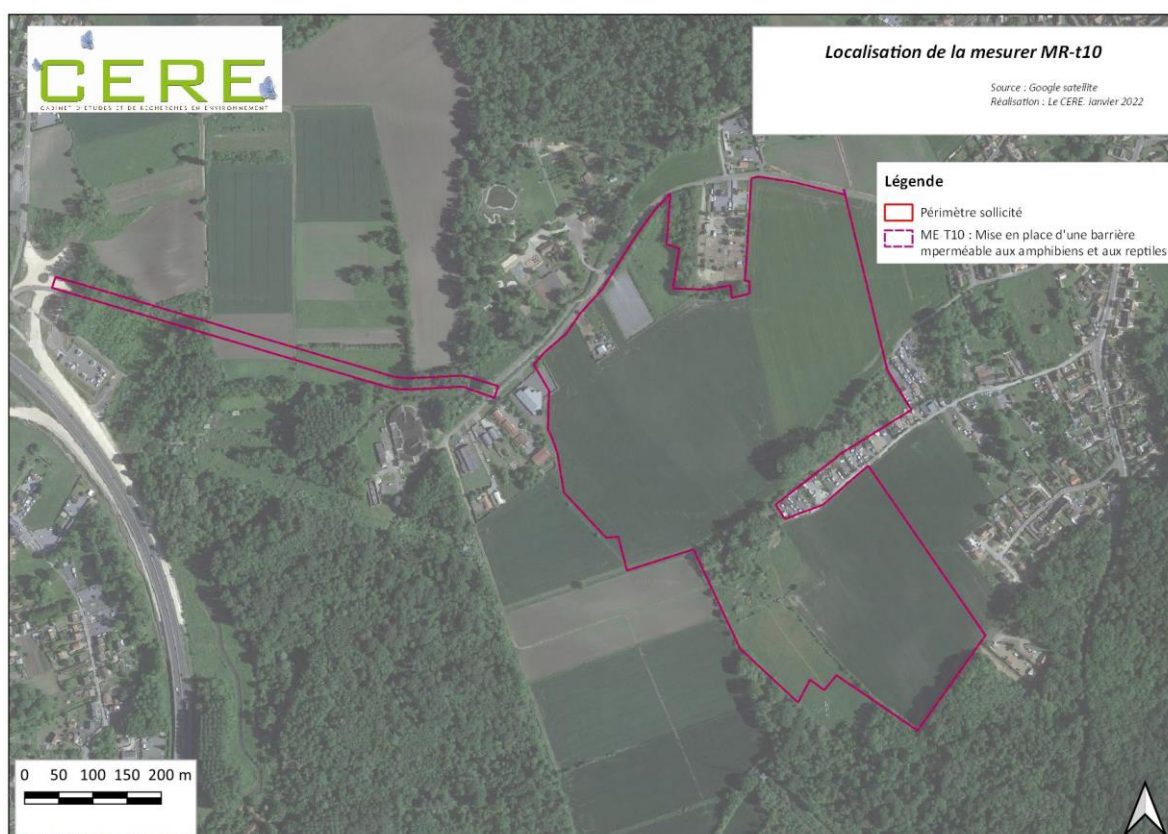 CERE
CABINET D'ÉTUDES ET DE RECHERCHES EN ENVIRONNEMENT
Localisation de la mesurer MR-t10
Source : Google satellite
Réalisation : Le CERE. Janvier 2022
Légende
Périmètre sollicité
ME T10 : Mise en place d'une barrière
mperméable aux amphibiens et aux reptiles
0 50 100 150 200 m